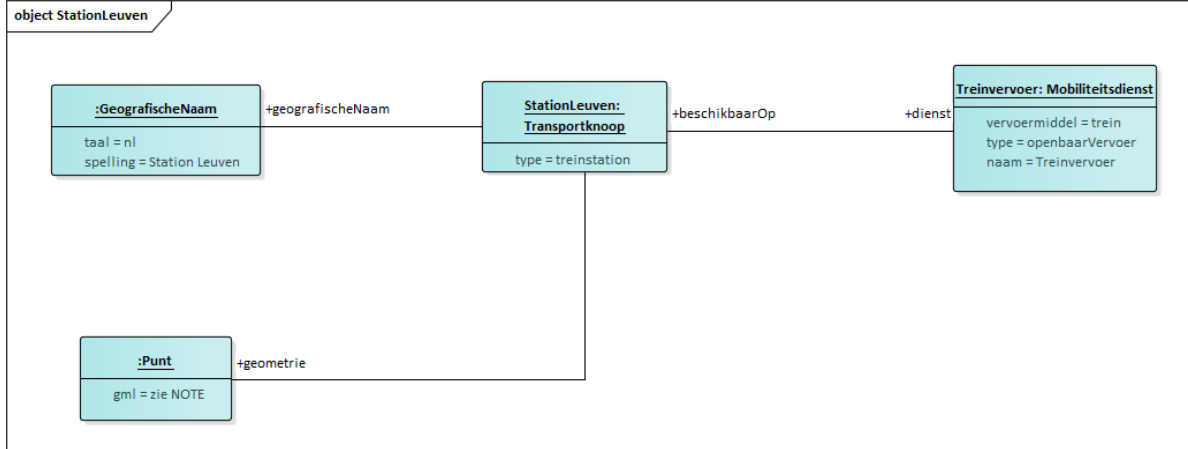 object StationLeuven
:GeografischeNaam
taal = nl
spelling = Station Leuven
+geografischeNaam
StationLeuven:
Transportknoop
type = treinstation
+beschikbaarOp
+dienst
Treinvervoer: Mobiliteitsdienst
vervoermiddel = trein
type = openbaarVervoer
naam = Treinvervoer
:Punt
gml = zie NOTE
+geometrie